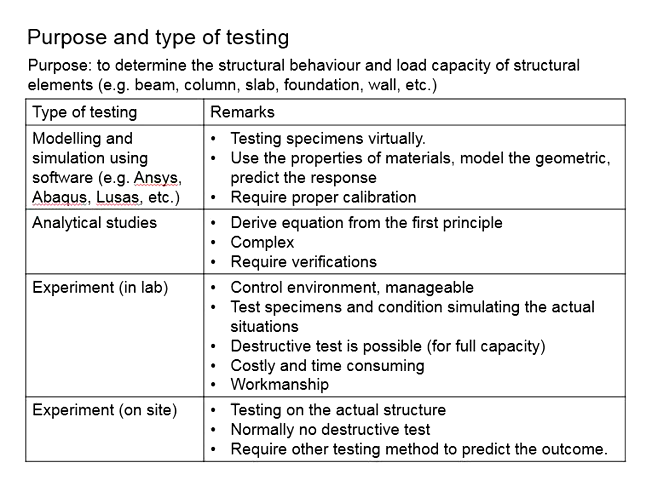 Purpose and type of testing
Purpose: to determine the structural behaviour and load capacity of structural
elements (e.g. beam, column, slab, foundation, wall, etc.)
Type of testing
Remarks
Modelling and
simulation using
software (e.g. Ansys,
Abaqus, Lusas, etc.)
• Testing specimens virtually.
• Use the properties of materials, model the geometric,
predict the response
• Require proper calibration
Analytical studies
• Derive equation from the first principle
• Complex
• Require verifications
Experiment (in lab)
• Control environment, manageable
• Test specimens and condition simulating the actual
situations
• Destructive test is possible (for full capacity)
• Costly and time consuming
• Workmanship
Experiment (on site)
• Testing on the actual structure
• Normally no destructive test
• Require other testing method to predict the outcome.